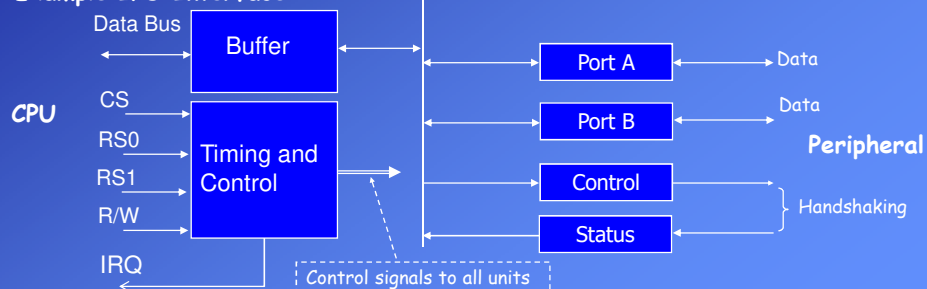 Data Bus
Buffer
Port A
Data
CPU
CS
Port B
Data
RS0
Timing and
Control
Peripheral
RS1
Control
R/W
Handshaking
Status
IRQ
Control signals to all units